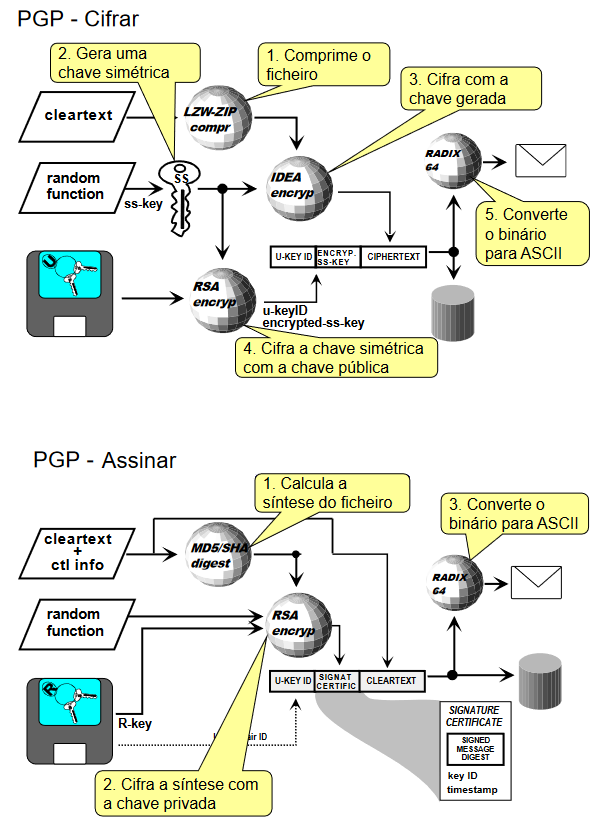 PGP - Cifrar
2. Gera uma
chave simétrica
1. Comprime o
ficheiro
3. Cifra com a
chave gerada
cleartext
LZW-ZIP
compr
random
function
ss-key
SS
IDEA
encryp
RADIX
64
5. Converte
o binário
para ASCII
U-KEY ID
ENCRYP.
SS-KEY
CIPHERTEXT
U
RSA
encryp
u-keyID
encrypted-ss-key
4. Cifra a chave simétrica
com a chave pública
PGP - Assinar
1. Calcula a
síntese do ficheiro
3. Converte o
binário para ASCII
cleartext
+
ctl info
MD5/SHA
digest
RADIX
64
random
function
RSA
encryp
U-KEY ID
SIGNAT
CERTIFIC
CLEARTEXT
R
R-key
ID
2. Cifra a síntese com
a chave privada
SIGNATURE
CERTIFICATE
SIGNED
MESSAGE
DIGEST
key ID
timestamp